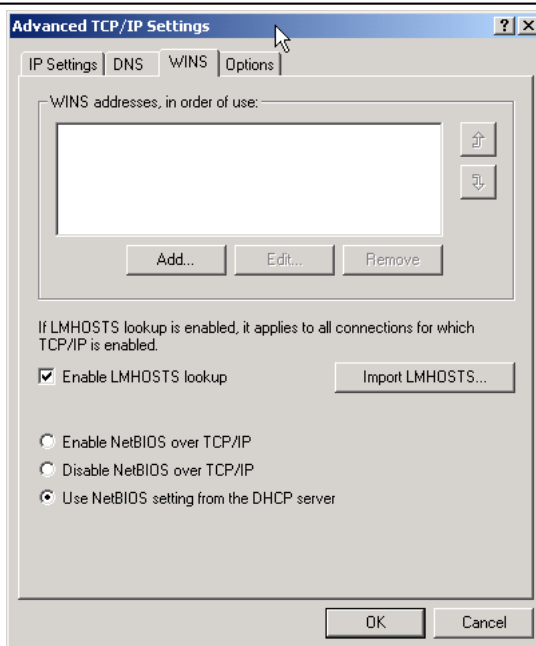 Advanced TCP/IP Settings
IP Settings DNS WINS Options
WINS addresses, in order of use:
Add... Edit... Remove
If LMHOSTS lookup is enabled, it applies to all connections for which
TCP/IP is enabled.
Enable LMHOSTS lookup Import LMHOSTS...
Enable NetBIOS over TCP/IP
Disable NetBIOS over TCP/IP
Use NetBIOS setting from the DHCP server
OK Cancel